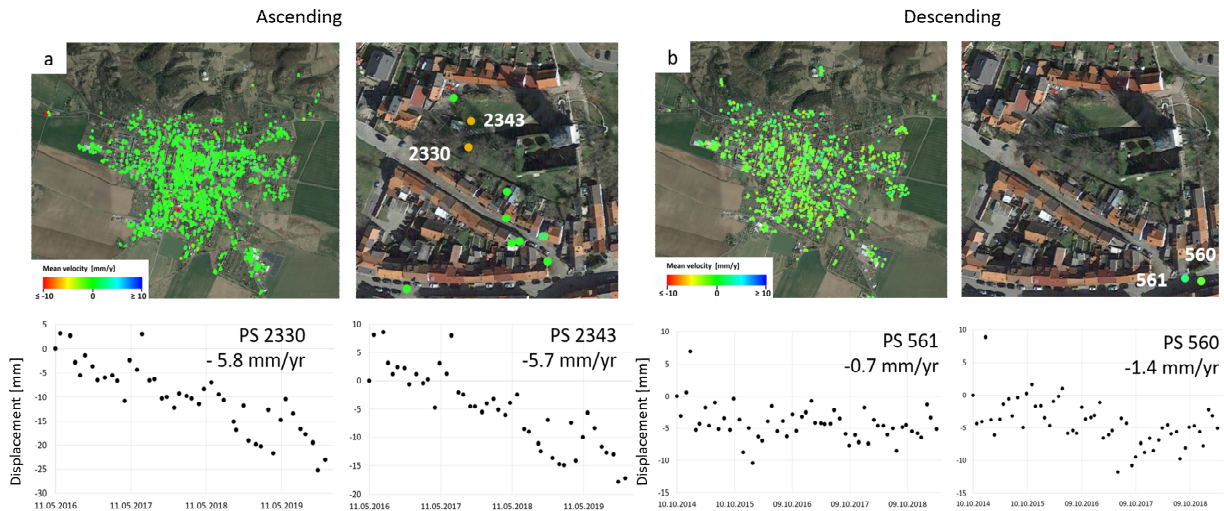 Ascending
Descending
a
2343
2330
Mean velocity [mm/y]
≤ -10 0 ≥ 10
b
560
561
Mean velocity [mm/y]
≤ -10 0 ≥ 10
Displacement [mm]
PS 2330
-5.8 mm/yr
5
0
-5
-10
-15
-20
-25
-30
11.05.2016 11.05.2017 11.05.2018 11.05.2019
PS 2343
-5.7 mm/yr
10
5
0
-5
-10
-15
-20
11.05.2016 11.05.2017 11.05.2018 11.05.2019
Displacement [mm]
PS 561
-0.7 mm/yr
10
5
0
-5
-10
-15
10.10.2014 10.10.2015 09.10.2016 09.10.2017 09.10.2018
PS 560
-1.4 mm/yr
10
5
0
-5
-10
-15
10.10.2014 10.10.2015 09.10.2016 09.10.2017 09.10.2018